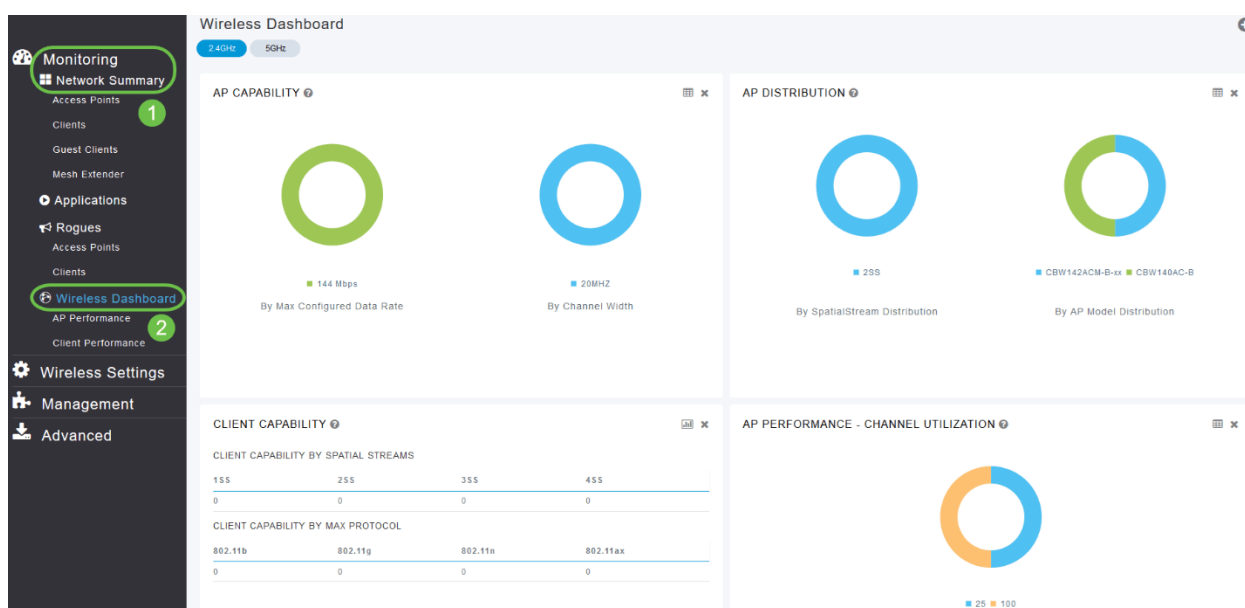 Monitoring
Network Summary
Access Points
1
Clients
Guest Clients
Mesh Extender
Applications
Rogues
Access Points
Clients
Wireless Dashboard
AP Performance
2
Client Performance
Wireless Settings
Management
Advanced
Wireless Dashboard
2.4GHz 5GHz
AP CAPABILITY
144 Mbps
By Max Configured Data Rate
20MHZ
By Channel Width
AP DISTRIBUTION
2SS
By SpatialStream Distribution
CBW142ACM-B-xx CBW140AC-B
By AP Model Distribution
CLIENT CAPABILITY
CLIENT CAPABILITY BY SPATIAL STREAMS
1SS 2SS 3SS 4SS
0 0 0 0
CLIENT CAPABILITY BY MAX PROTOCOL
802.11b 802.11g 802.11n 802.11ax
0 0 0 0
AP PERFORMANCE - CHANNEL UTILIZATION
25 100